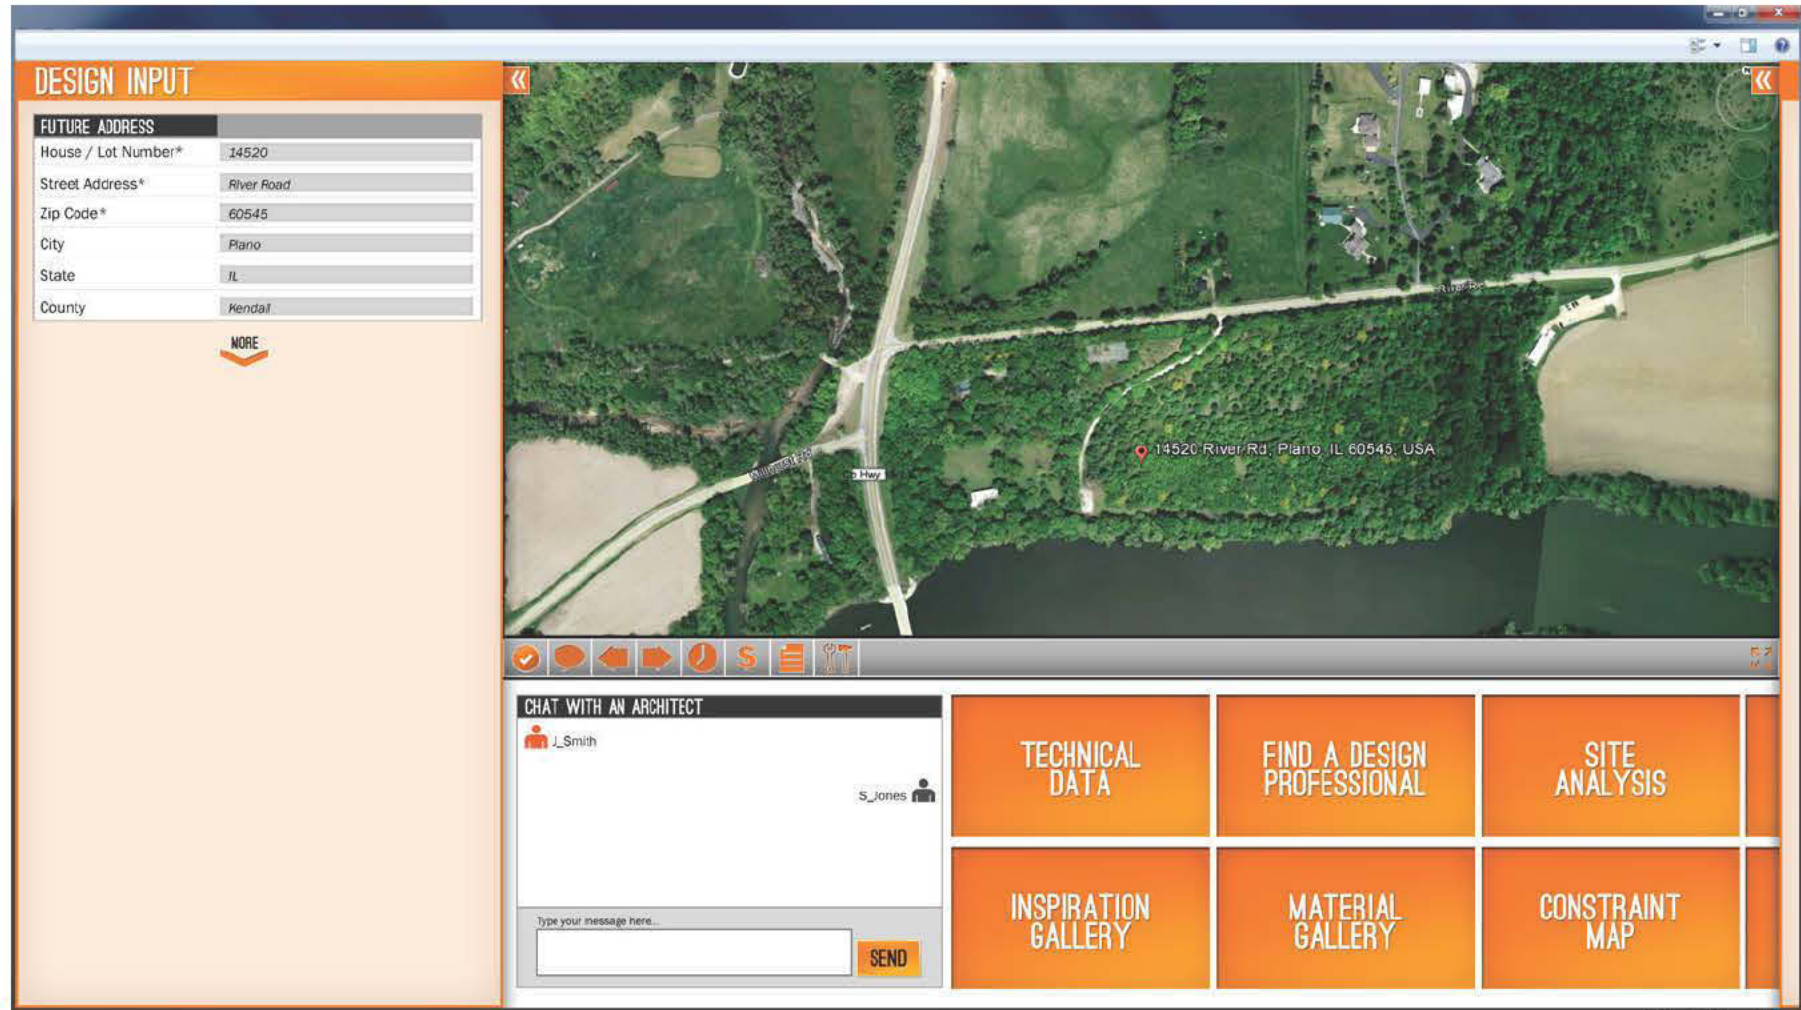 DESIGN INPUT
FUTURE ADDRESS
House / Lot Number* 14520
Street Address* River Road
Zip Code* 60545
City Plano
State IL
County Kendall
MORE
River Rd
14520 River Rd, Plano, IL 60545, USA
Hwy
CHAT WITH AN ARCHITECT
J_Smith
S_Jones
Type your message here...
SEND
TECHNICAL
DATA
FIND A DESIGN
PROFESSIONAL
SITE
ANALYSIS
INSPIRATION
GALLERY
MATERIAL
GALLERY
CONSTRAINT
MAP